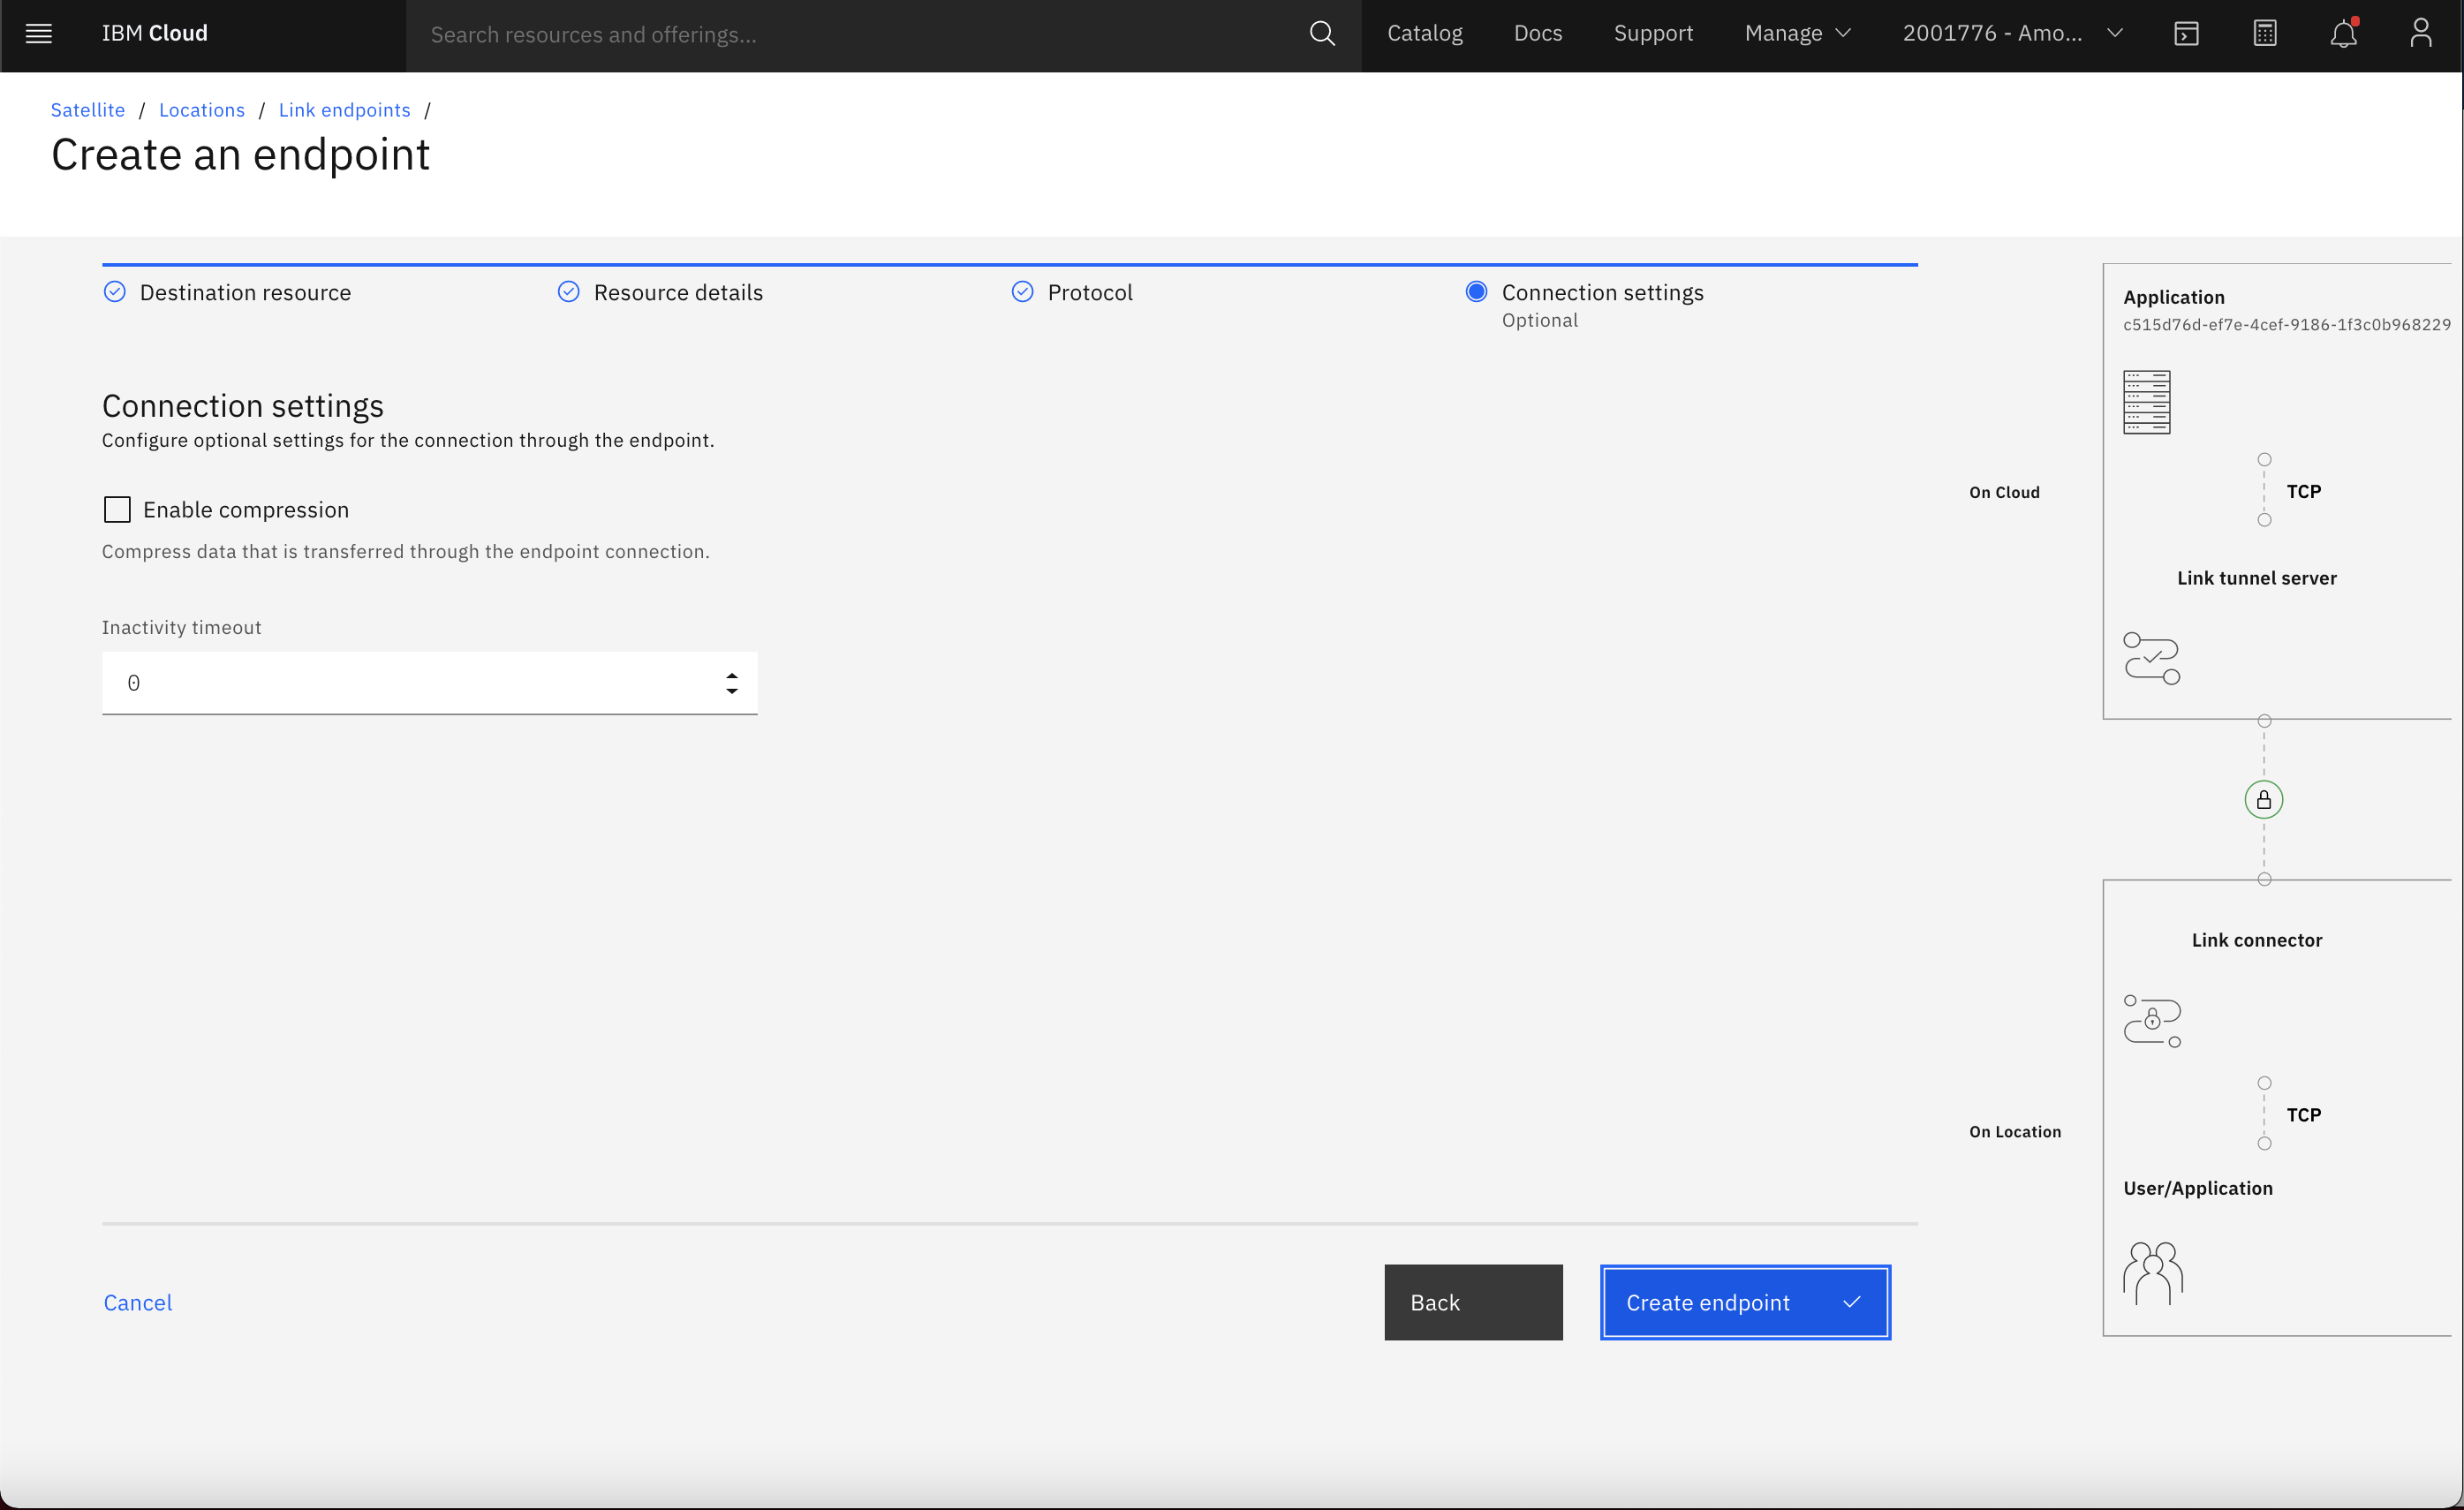 IBM Cloud
Search resources and offerings...
Catalog
Docs
Support
Manage
2001776 - Amo...
Satellite / Locations / Link endpoints /
Create an endpoint
Destination resource
Resource details
Protocol
Connection settings
Optional
Connection settings
Configure optional settings for the connection through the endpoint.
Enable compression
Compress data that is transferred through the endpoint connection.
Inactivity timeout
0
Cancel
Back
Create endpoint
Application
c515d76d-ef7e-4cef-9186-1f3c0b968229
On Cloud
TCP
Link tunnel server
Link connector
On Location
TCP
User/Application